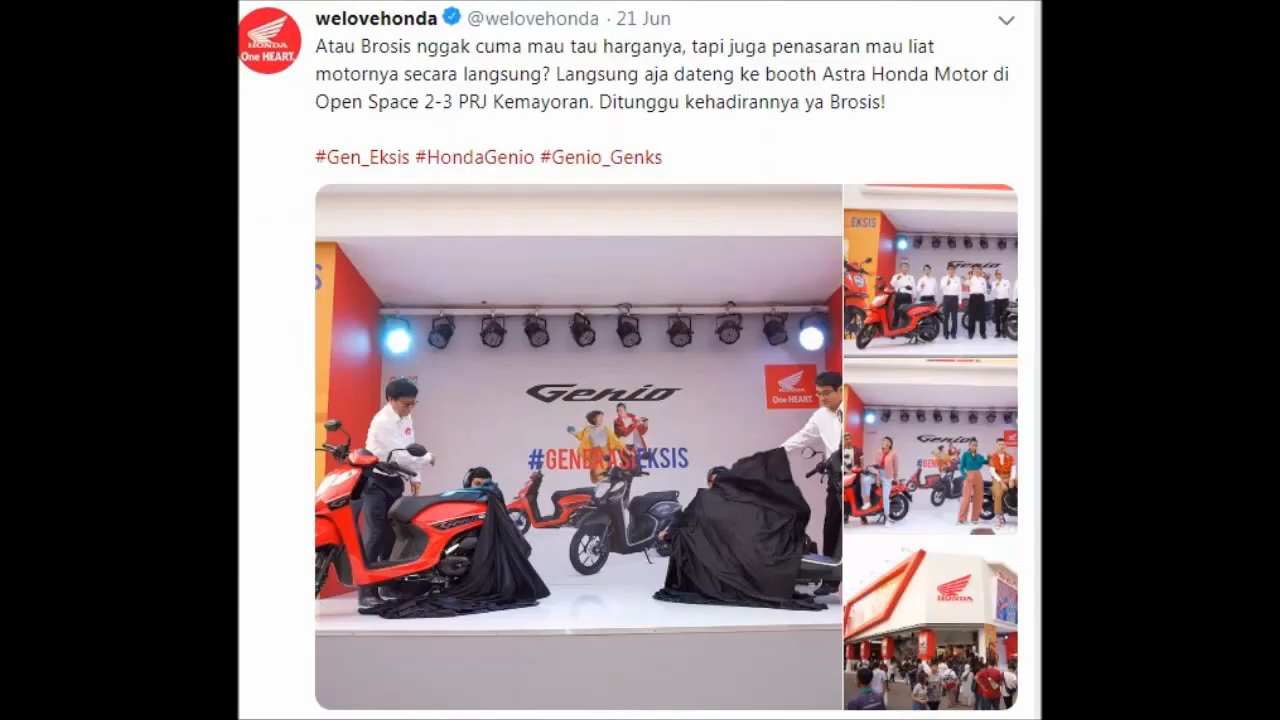 welovehonda @welovehonda · 21 Jun
Atau Brosis nggak cuma mau tau harganya, tapi juga penasaran mau liat
motornya secara langsung? Langsung aja dateng ke booth Astra Honda Motor di
Open Space 2-3 PRJ Kemayoran. Ditunggu kehadirannya ya Brosis!
#Gen_Eksis #HondaGenio #Genio_Genks
HONDA
One HEART.
Genio
HONDA
One HEART.
#GENERASIEKSIS
Genio
EKSIS
Genio
Genio
HONDA